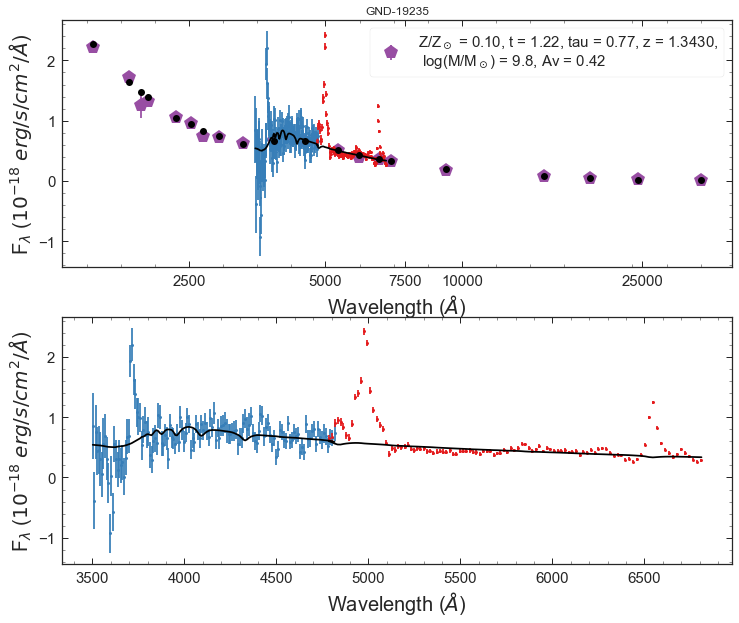 GND-19235
Z/Z⊙ = 0.10, t = 1.22, tau = 0.77, z = 1.3430,
log(M/M⊙) = 9.8, Av = 0.42
Fλ (10⁻¹⁸ erg/s/cm²/Å)
2
1
0
−1
2500 5000 7500 10000 25000
Wavelength (Å)
Fλ (10⁻¹⁸ erg/s/cm²/Å)
2
1
0
−1
3500 4000 4500 5000 5500 6000 6500
Wavelength (Å)